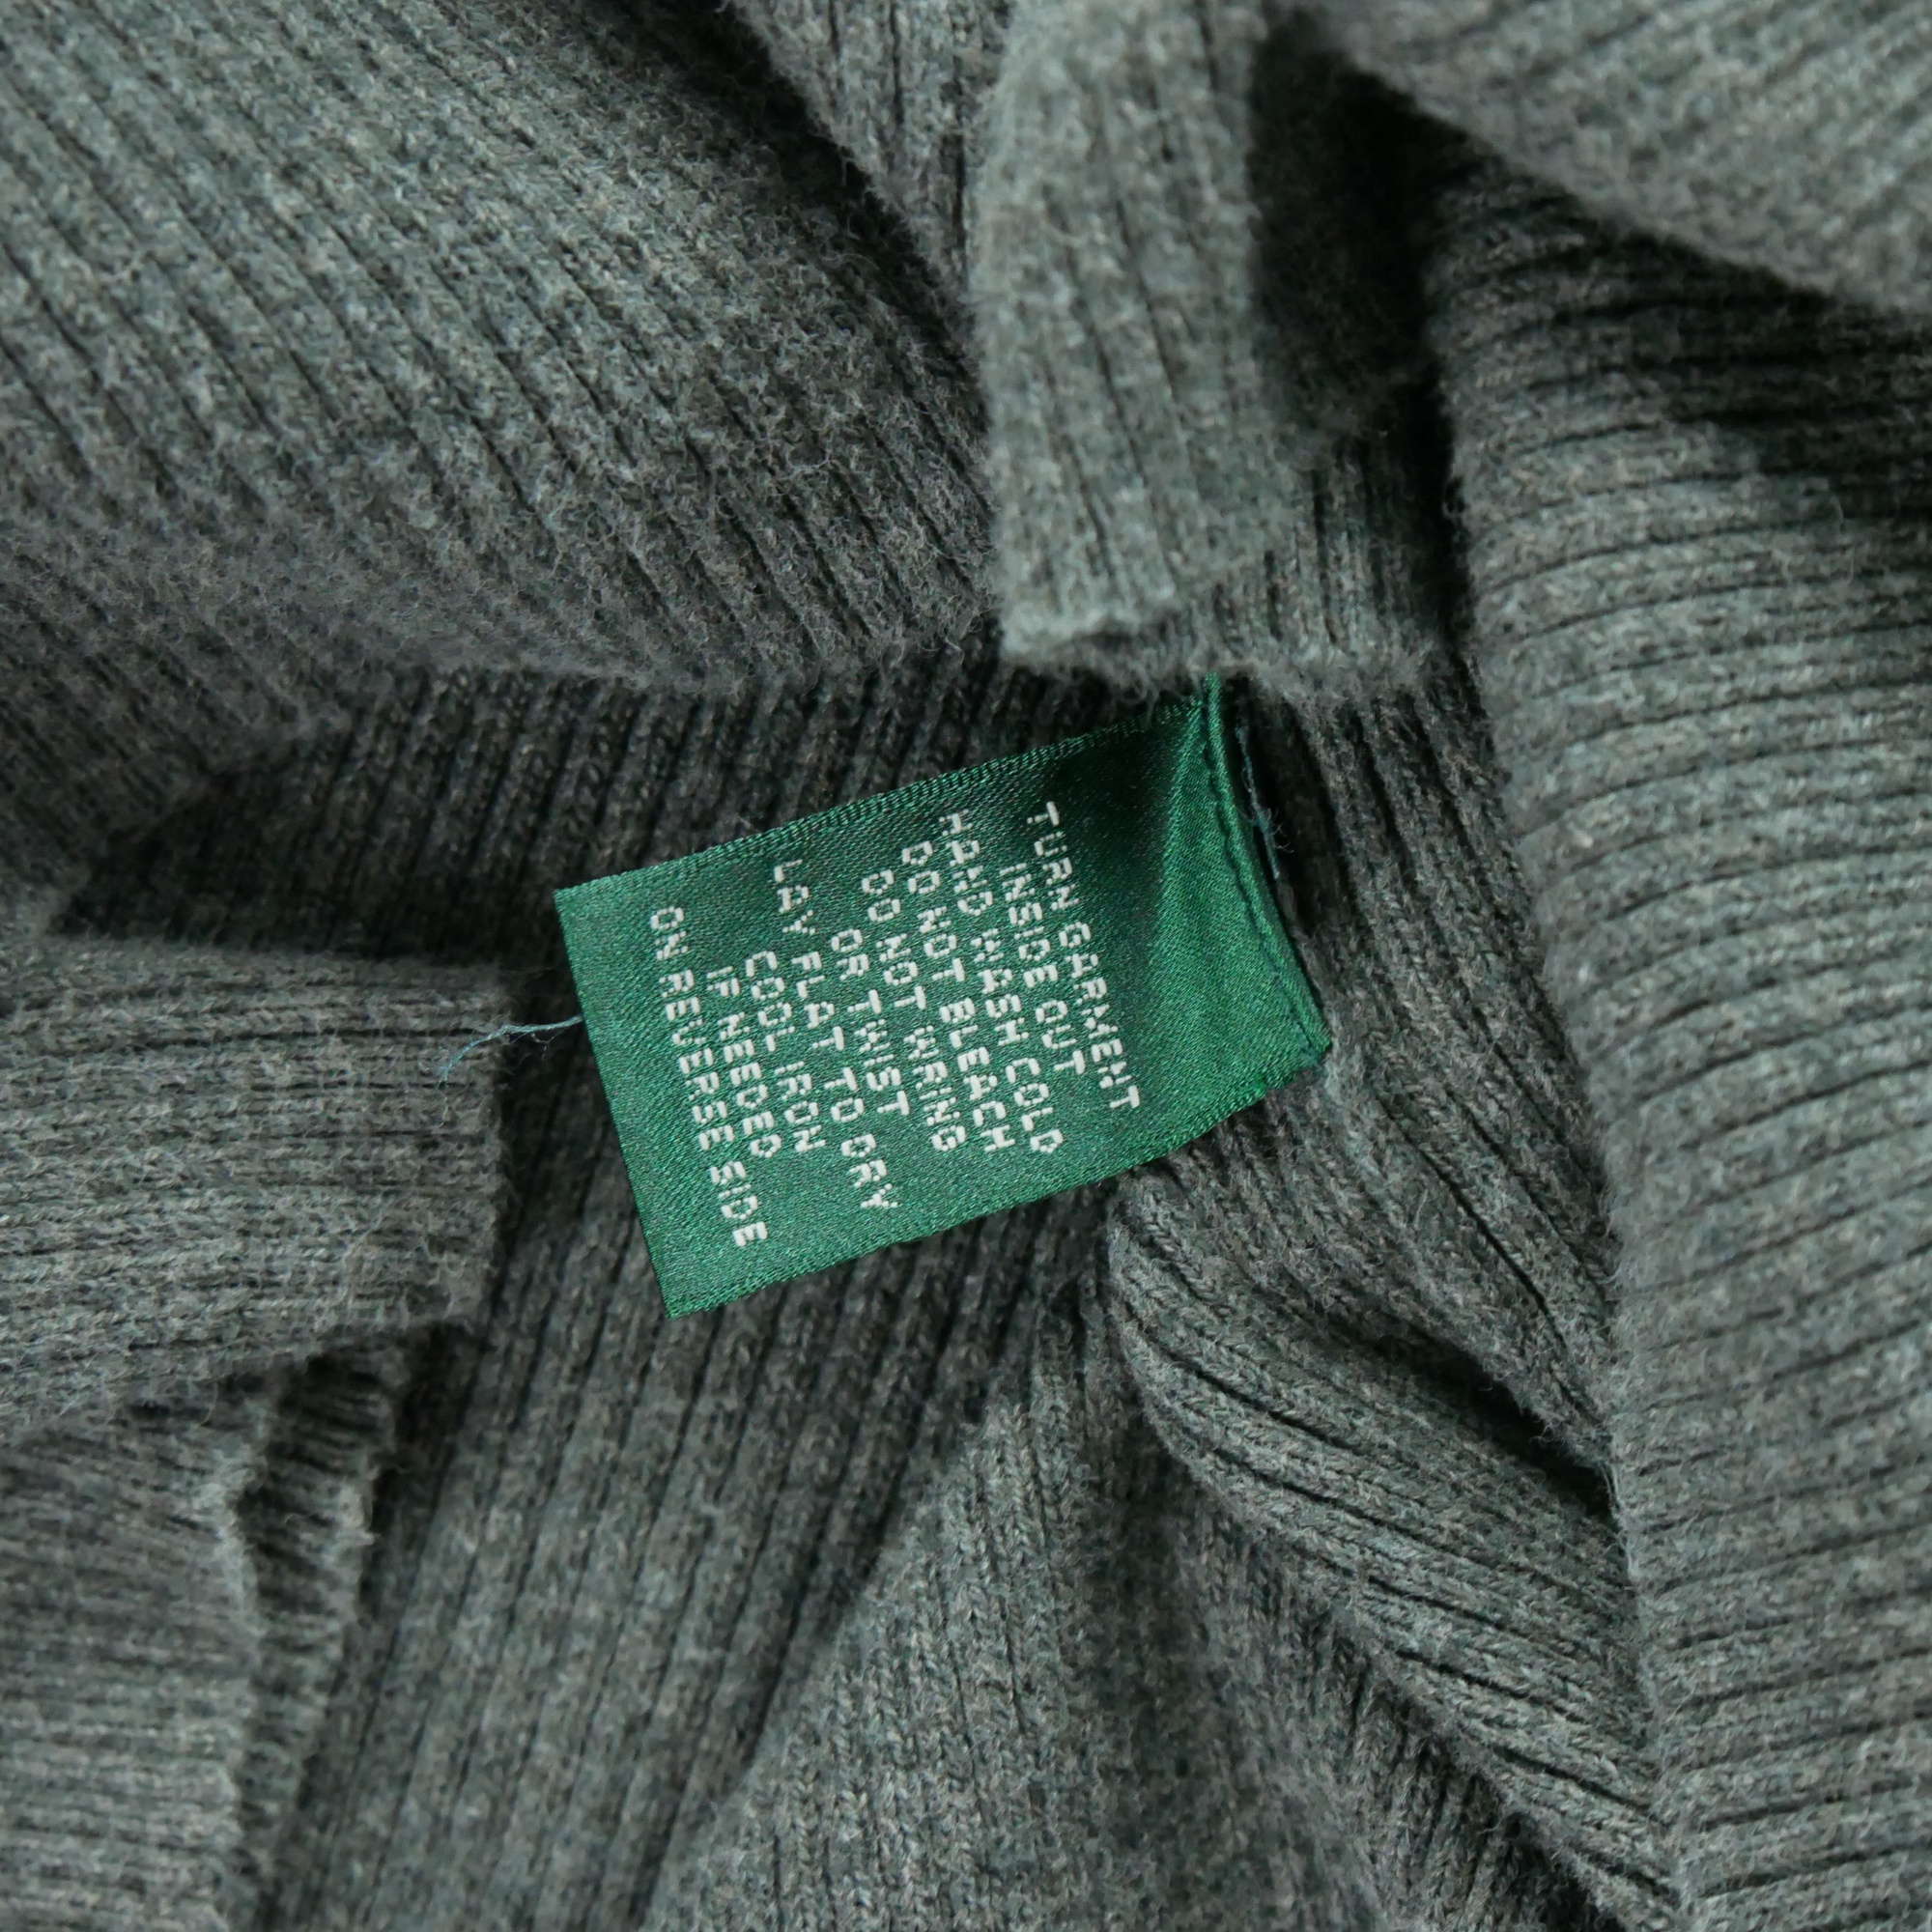 TURN GARMENT
INSIDE OUT
HAND WASH COLD
DO NOT BLEACH
DO NOT WRING
OR TWIST
LAY FLAT TO DRY
COOL IRON
IF NEEDED
ON REVERSE SIDE